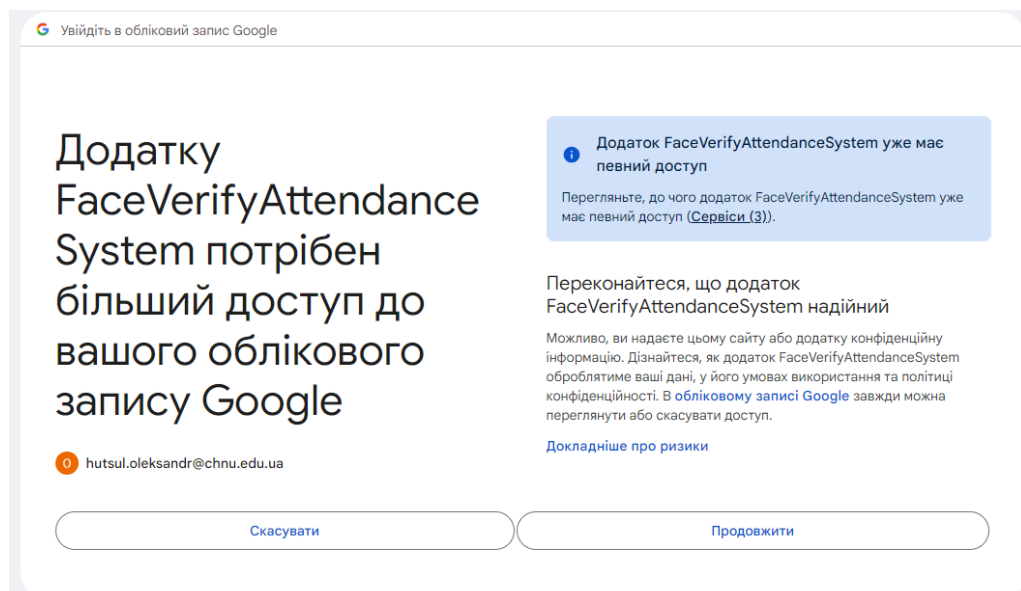 Увійдіть в обліковий запис Google
Додатку
FaceVerifyAttendance
System потрібен
більший доступ до
вашого облікового
запису Google
O hutsul.oleksandr@chnu.edu.ua
Додаток FaceVerifyAttendanceSystem уже має
певний доступ
Перегляньте, до чого додаток FaceVerifyAttendanceSystem уже
має певний доступ (Сервіси (3)).
Переконайтеся, що додаток
FaceVerifyAttendanceSystem надійний
Можливо, ви надаєте цьому сайту або додатку конфіденційну
інформацію. Дізнайтеся, як додаток FaceVerifyAttendanceSystem
оброблятиме ваші дані, у його умовах використання та політиці
конфіденційності. В обліковому записі Google завжди можна
переглянути або скасувати доступ.
Докладніше про ризики
Скасувати
Продовжити